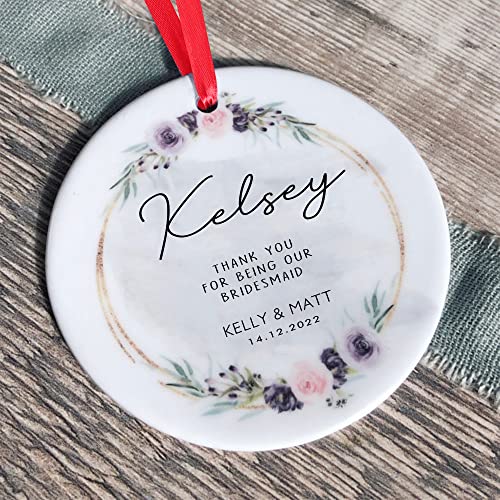 Kelsey
THANK YOU
FOR BEING OUR
BRIDESMAID
KELLY & MATT
14.12.2022